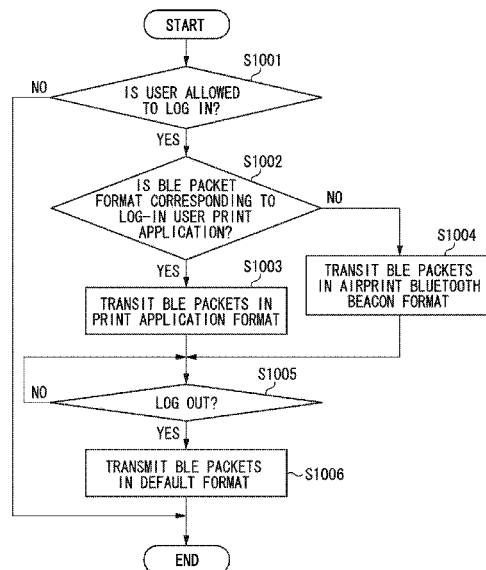 START
S1001
IS USER ALLOWED
TO LOG IN?
NO
YES
S1002
IS BLE PACKET
FORMAT CORRESPONDING TO
LOG-IN USER PRINT
APPLICATION?
NO
YES
S1003
TRANSIT BLE PACKETS IN
PRINT APPLICATION FORMAT
S1004
TRANSIT BLE PACKETS
IN AIRPRINT BLUETOOTH
BEACON FORMAT
S1005
LOG OUT?
NO
YES
TRANSMIT BLE PACKETS
IN DEFAULT FORMAT
S1006
END